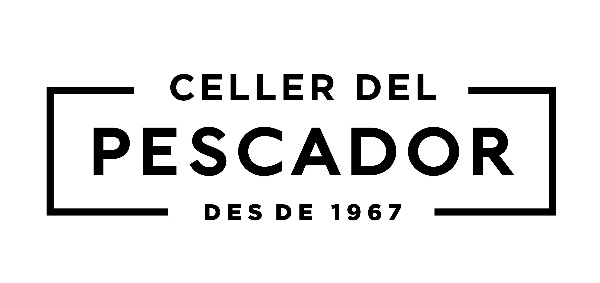 CELLER DEL
PESCADOR
DES DE 1967